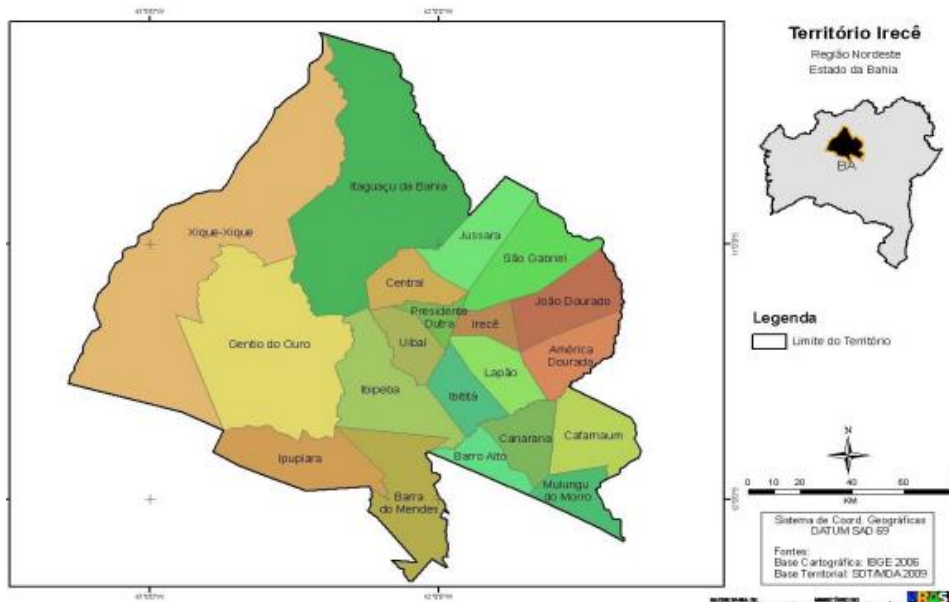 Território Irecê
Região Nordeste
Estado da Bahia
BA
Legenda
Limite do Território
N
0 10 20 40 60
KM
Sistema de Coord. Geográficas
DATUM SAD 69
Fontes:
Base Cartográfica: IBGE 2006
Base Territorial: SDT/MDA 2009
Itaguaçu da Bahia
Xique-Xique
Jussara
São Gabriel
Central
João Dourado
Presidente
Dutra
Irecê
Uibaí
Gentio do Ouro
América
Dourada
Lapão
Ibipeba
Ibititá
Canarana
Cafarnaum
Barro Alto
Ipupiara
Mulungu
do Morro
Barra
do Mendes